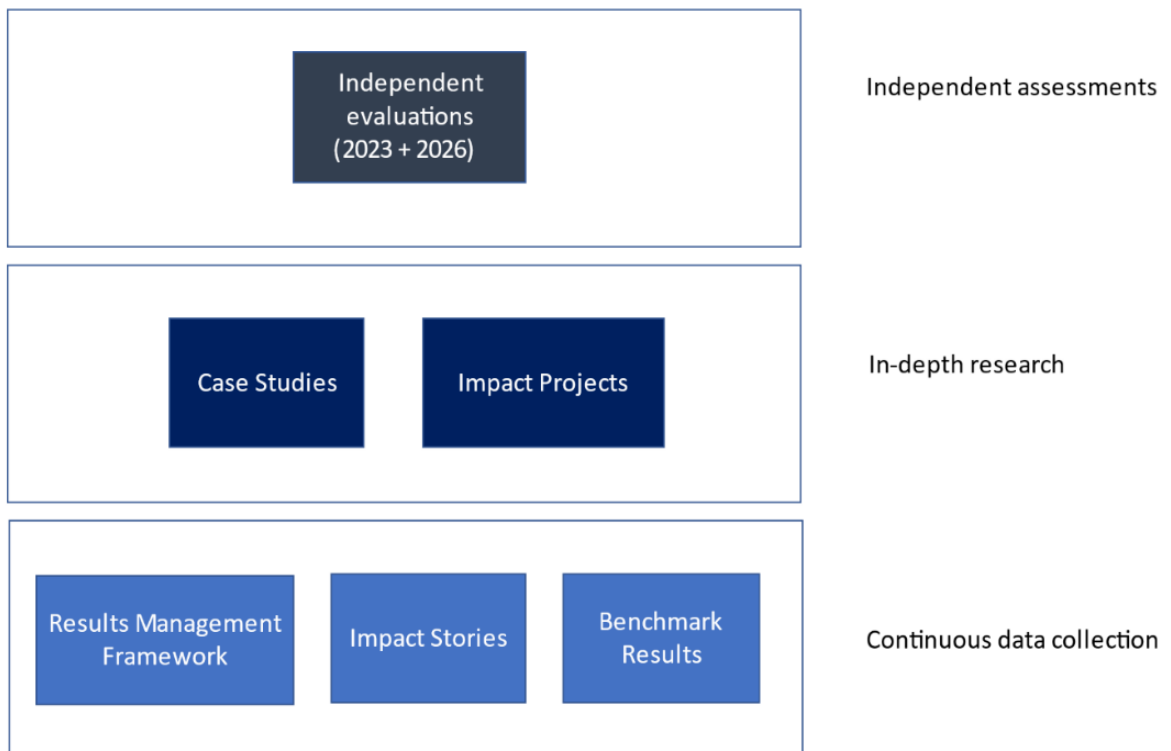 Independent
evaluations
(2023 + 2026)
Independent assessments
Case Studies
Impact Projects
In-depth research
Results Management
Framework
Impact Stories
Benchmark
Results
Continuous data collection